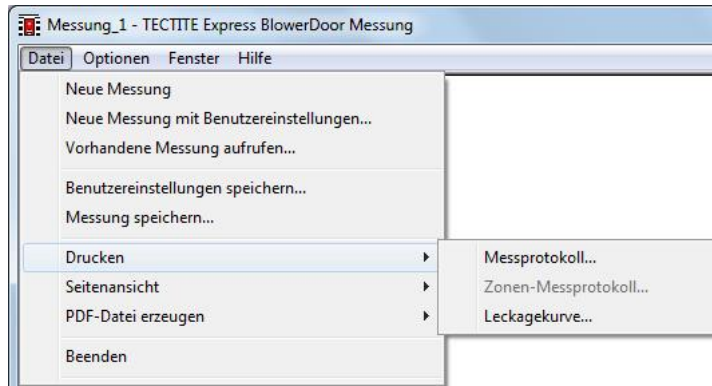 Messung_1 - TECTITE Express BlowerDoor Messung
Datei Optionen Fenster Hilfe
Neue Messung
Neue Messung mit Benutzereinstellungen...
Vorhandene Messung aufrufen...
Benutzereinstellungen speichern...
Messung speichern...
Drucken
Seitenansicht
PDF-Datei erzeugen
Beenden
Messprotokoll...
Zonen-Messprotokoll...
Leckagekurve...